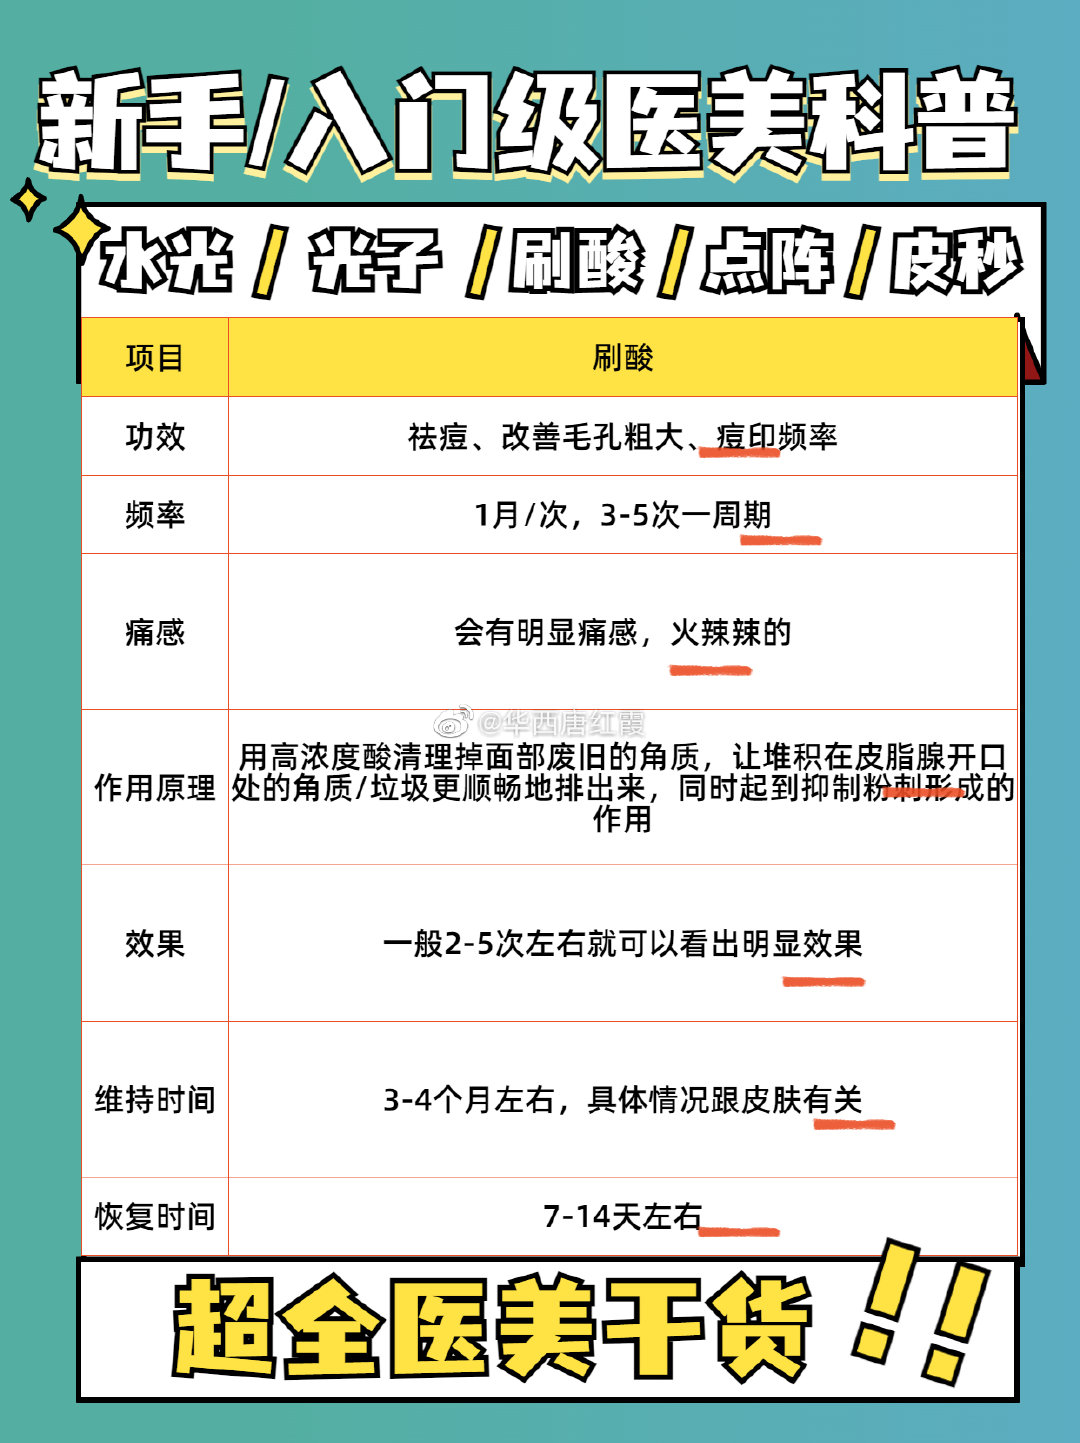 新手/入门级医美科普
水光 / 光子 / 刷酸 / 点阵 / 皮秒
项目 刷酸
功效 祛痘、改善毛孔粗大、痘印频率
频率 1月/次，3-5次一周期
痛感 会有明显痛感，火辣辣的
@华西唐红霞
用高浓度酸清理掉面部废旧的角质，让堆积在皮脂腺开口
作用原理 处的角质/垃圾更顺畅地排出来，同时起到抑制粉刺形成的
作用
效果 一般2-5次左右就可以看出明显效果
维持时间 3-4个月左右，具体情况跟皮肤有关
恢复时间 7-14天左右
超全医美干货!!